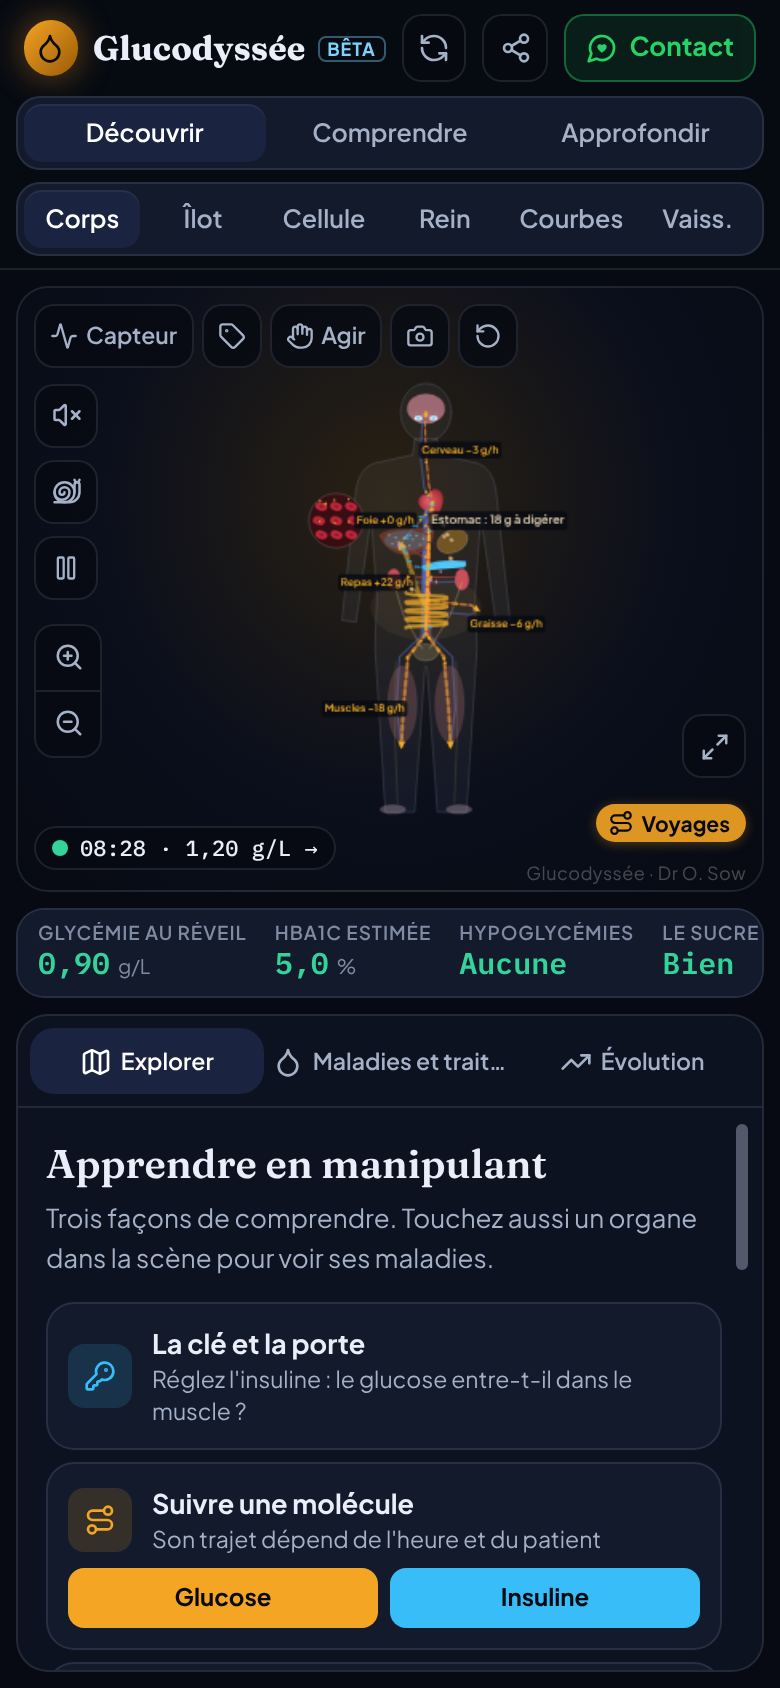 Glucodyssée BÊTA Contact
Découvrir Comprendre Approfondir
Corps Îlot Cellule Rein Courbes Vaiss.
Capteur Agir
Cerveau −3 g/h
Foie +0 g/h Estomac : 18 g à digérer
Repas +22 g/h
Graisse −6 g/h
Muscles −18 g/h
Voyages
08:28 · 1,20 g/L →
Glucodyssée · Dr O. Sow
GLYCÉMIE AU RÉVEIL HBA1C ESTIMÉE HYPOGLYCÉMIES LE SUCRE
0,90 g/L 5,0 % Aucune Bien
Explorer Maladies et trait... Évolution
Apprendre en manipulant
Trois façons de comprendre. Touchez aussi un organe
dans la scène pour voir ses maladies.
La clé et la porte
Réglez l'insuline : le glucose entre-t-il dans le
muscle ?
Suivre une molécule
Son trajet dépend de l'heure et du patient
Glucose Insuline